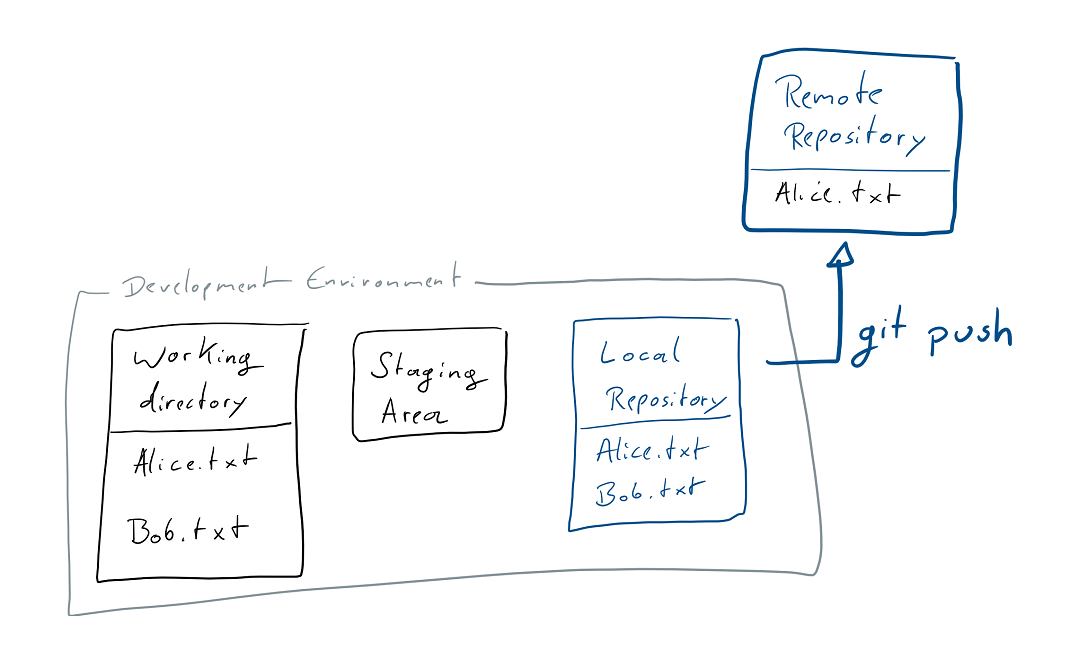 Remote
Repository
Alice.txt
git push
Development Environment
Working
directory
Alice.txt
Bob.txt
Staging
Area
Local
Repository
Alice.txt
Bob.txt